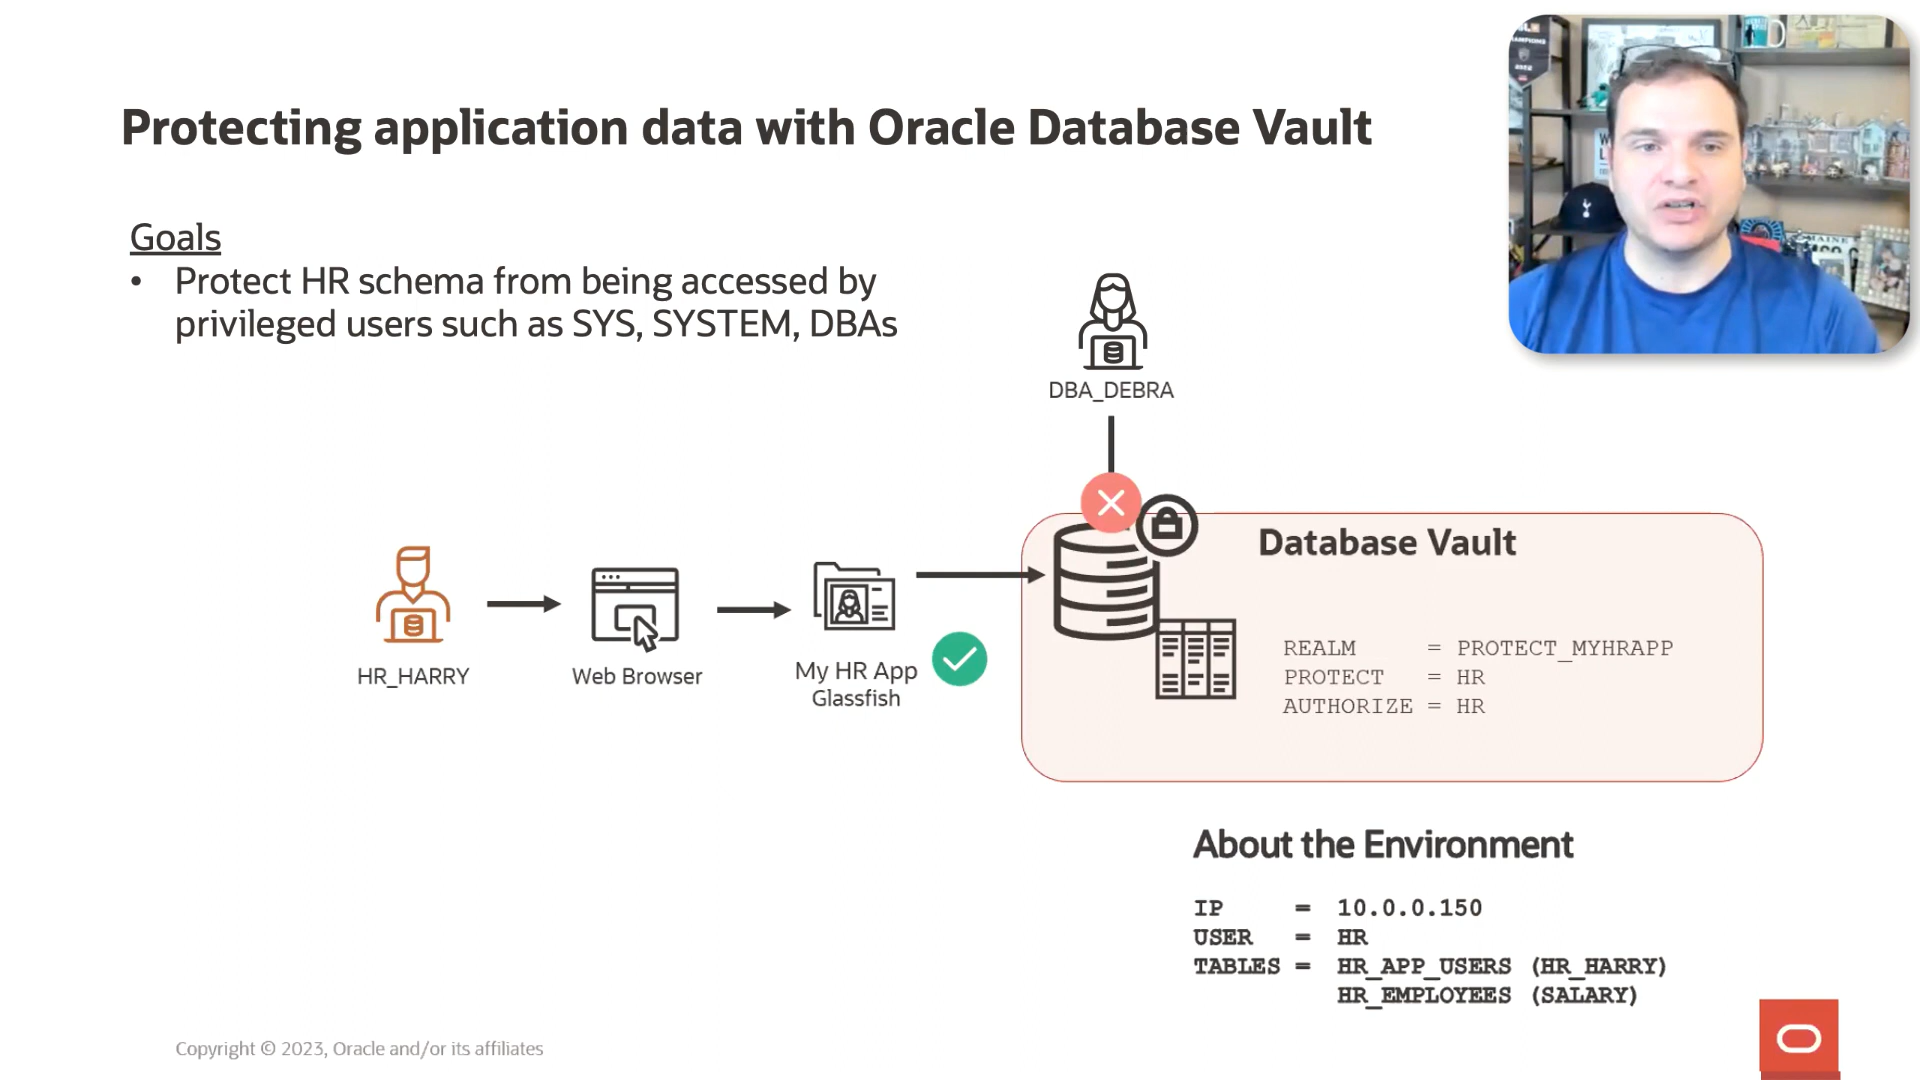 Protecting application data with Oracle Database Vault
Goals
• Protect HR schema from being accessed by
privileged users such as SYS, SYSTEM, DBAs
DBA_DEBRA
HR_HARRY
Web Browser
My HR App
Glassfish
Database Vault
REALM = PROTECT_MYHRAPP
PROTECT = HR
AUTHORIZE = HR
About the Environment
IP = 10.0.0.150
USER = HR
TABLES = HR_APP_USERS (HR_HARRY)
HR_EMPLOYEES (SALARY)
Copyright © 2023, Oracle and/or its affiliates